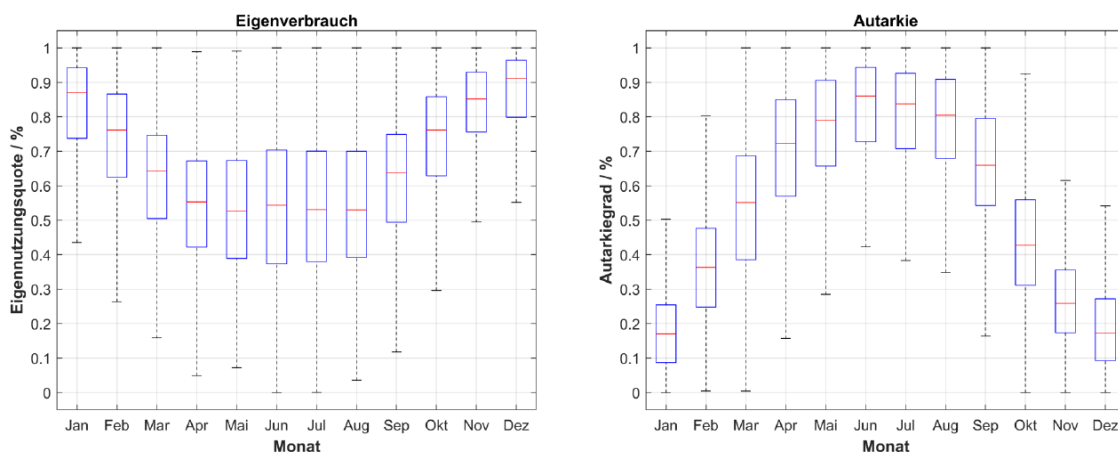 Eigenverbrauch
Eigennutzungsquote / %
1
0.9
0.8
0.7
0.6
0.5
0.4
0.3
0.2
0.1
0
Jan Feb Mar Apr Mai Jun Jul Aug Sep Okt Nov Dez
Monat
Autarkie
Autarkiegrad / %
1
0.9
0.8
0.7
0.6
0.5
0.4
0.3
0.2
0.1
0
Jan Feb Mar Apr Mai Jun Jul Aug Sep Okt Nov Dez
Monat